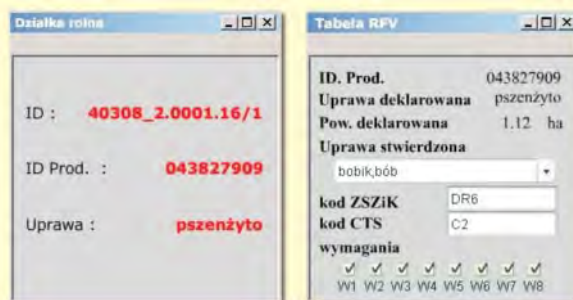 Działka rolna
ID : 40308_2.0001.16/1
ID Prod. : 043827909
Uprawa : pszenżyto
Tabela RFV
ID. Prod. 043827909
Uprawa deklarowana pszenżyto
Pow. deklarowana 1.12 ha
Uprawa stwierdzona
bobik,bób
kod ZSZiK DR6
kod CTS C2
wymagania
W1 W2 W3 W4 W5 W6 W7 W8